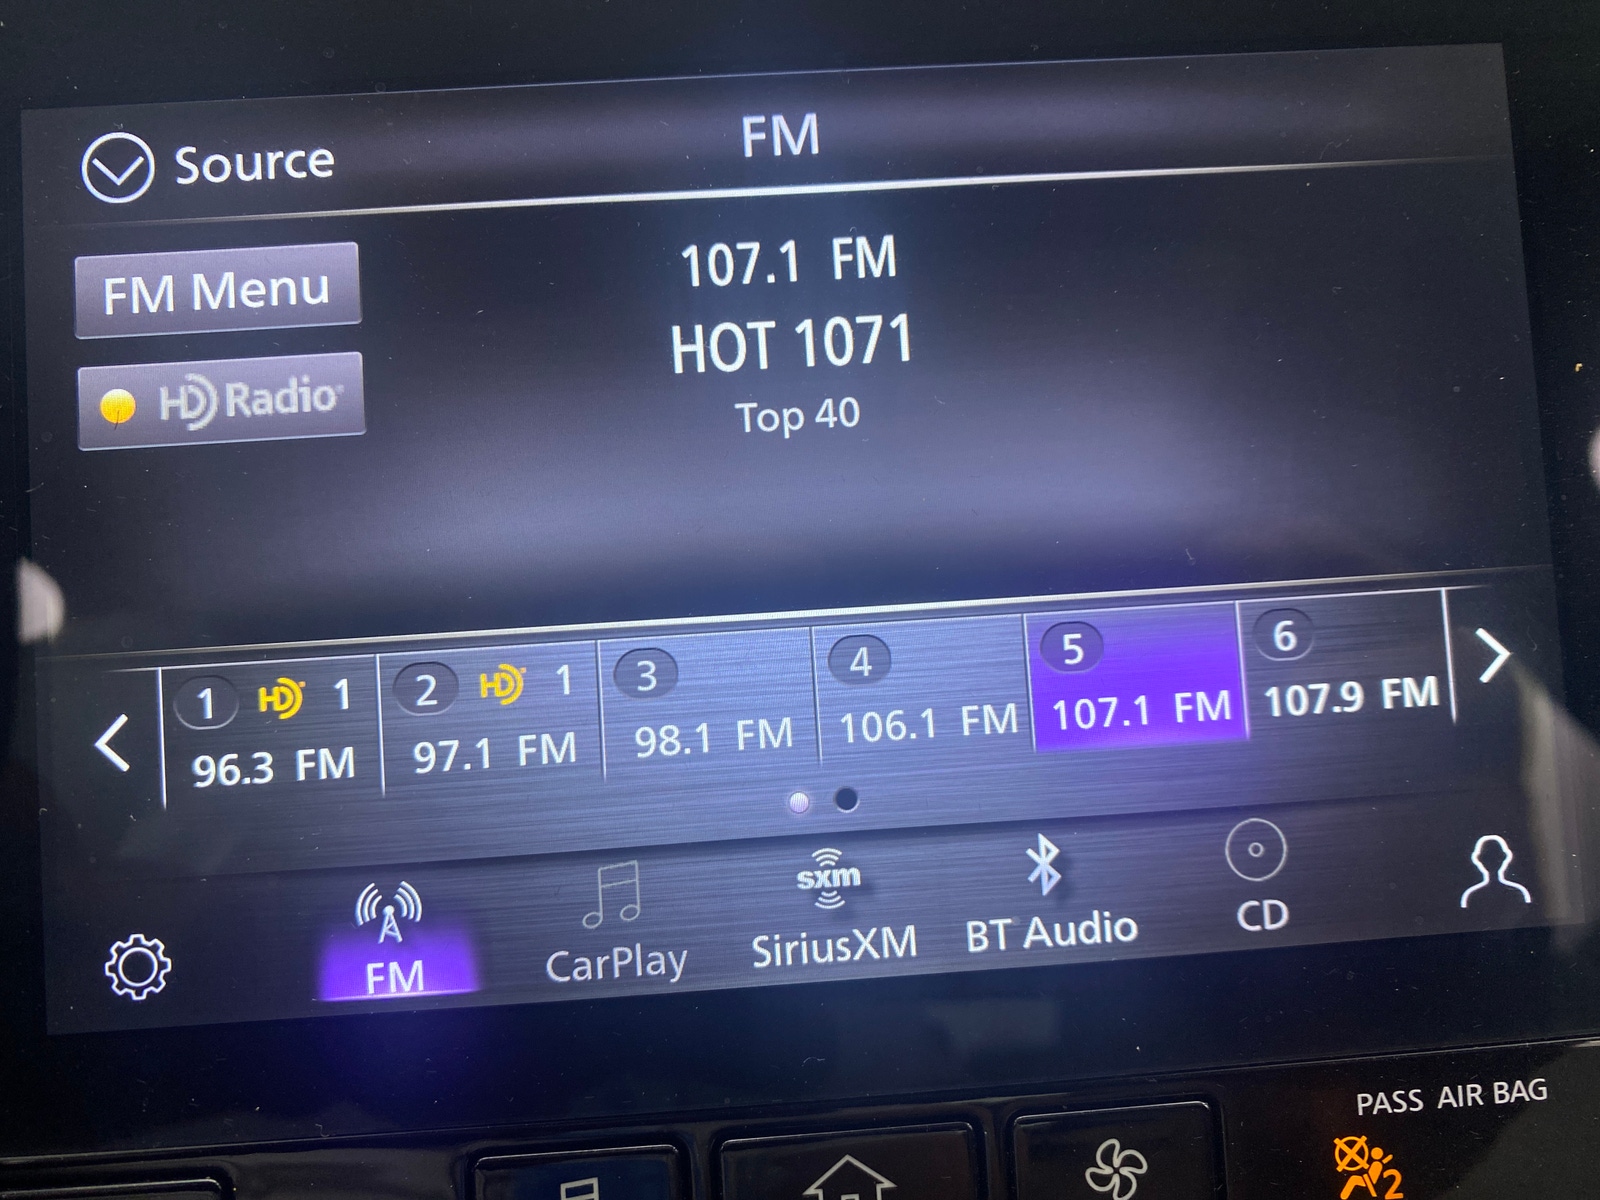 Source
FM
FM Menu
HD Radio
107.1 FM
HOT 1071
Top 40
1 HD 1
96.3 FM
2 HD 1
97.1 FM
3
98.1 FM
4
106.1 FM
5
107.1 FM
6
107.9 FM
FM
CarPlay
sxm
SiriusXM
BT Audio
CD
PASS AIR BAG
2